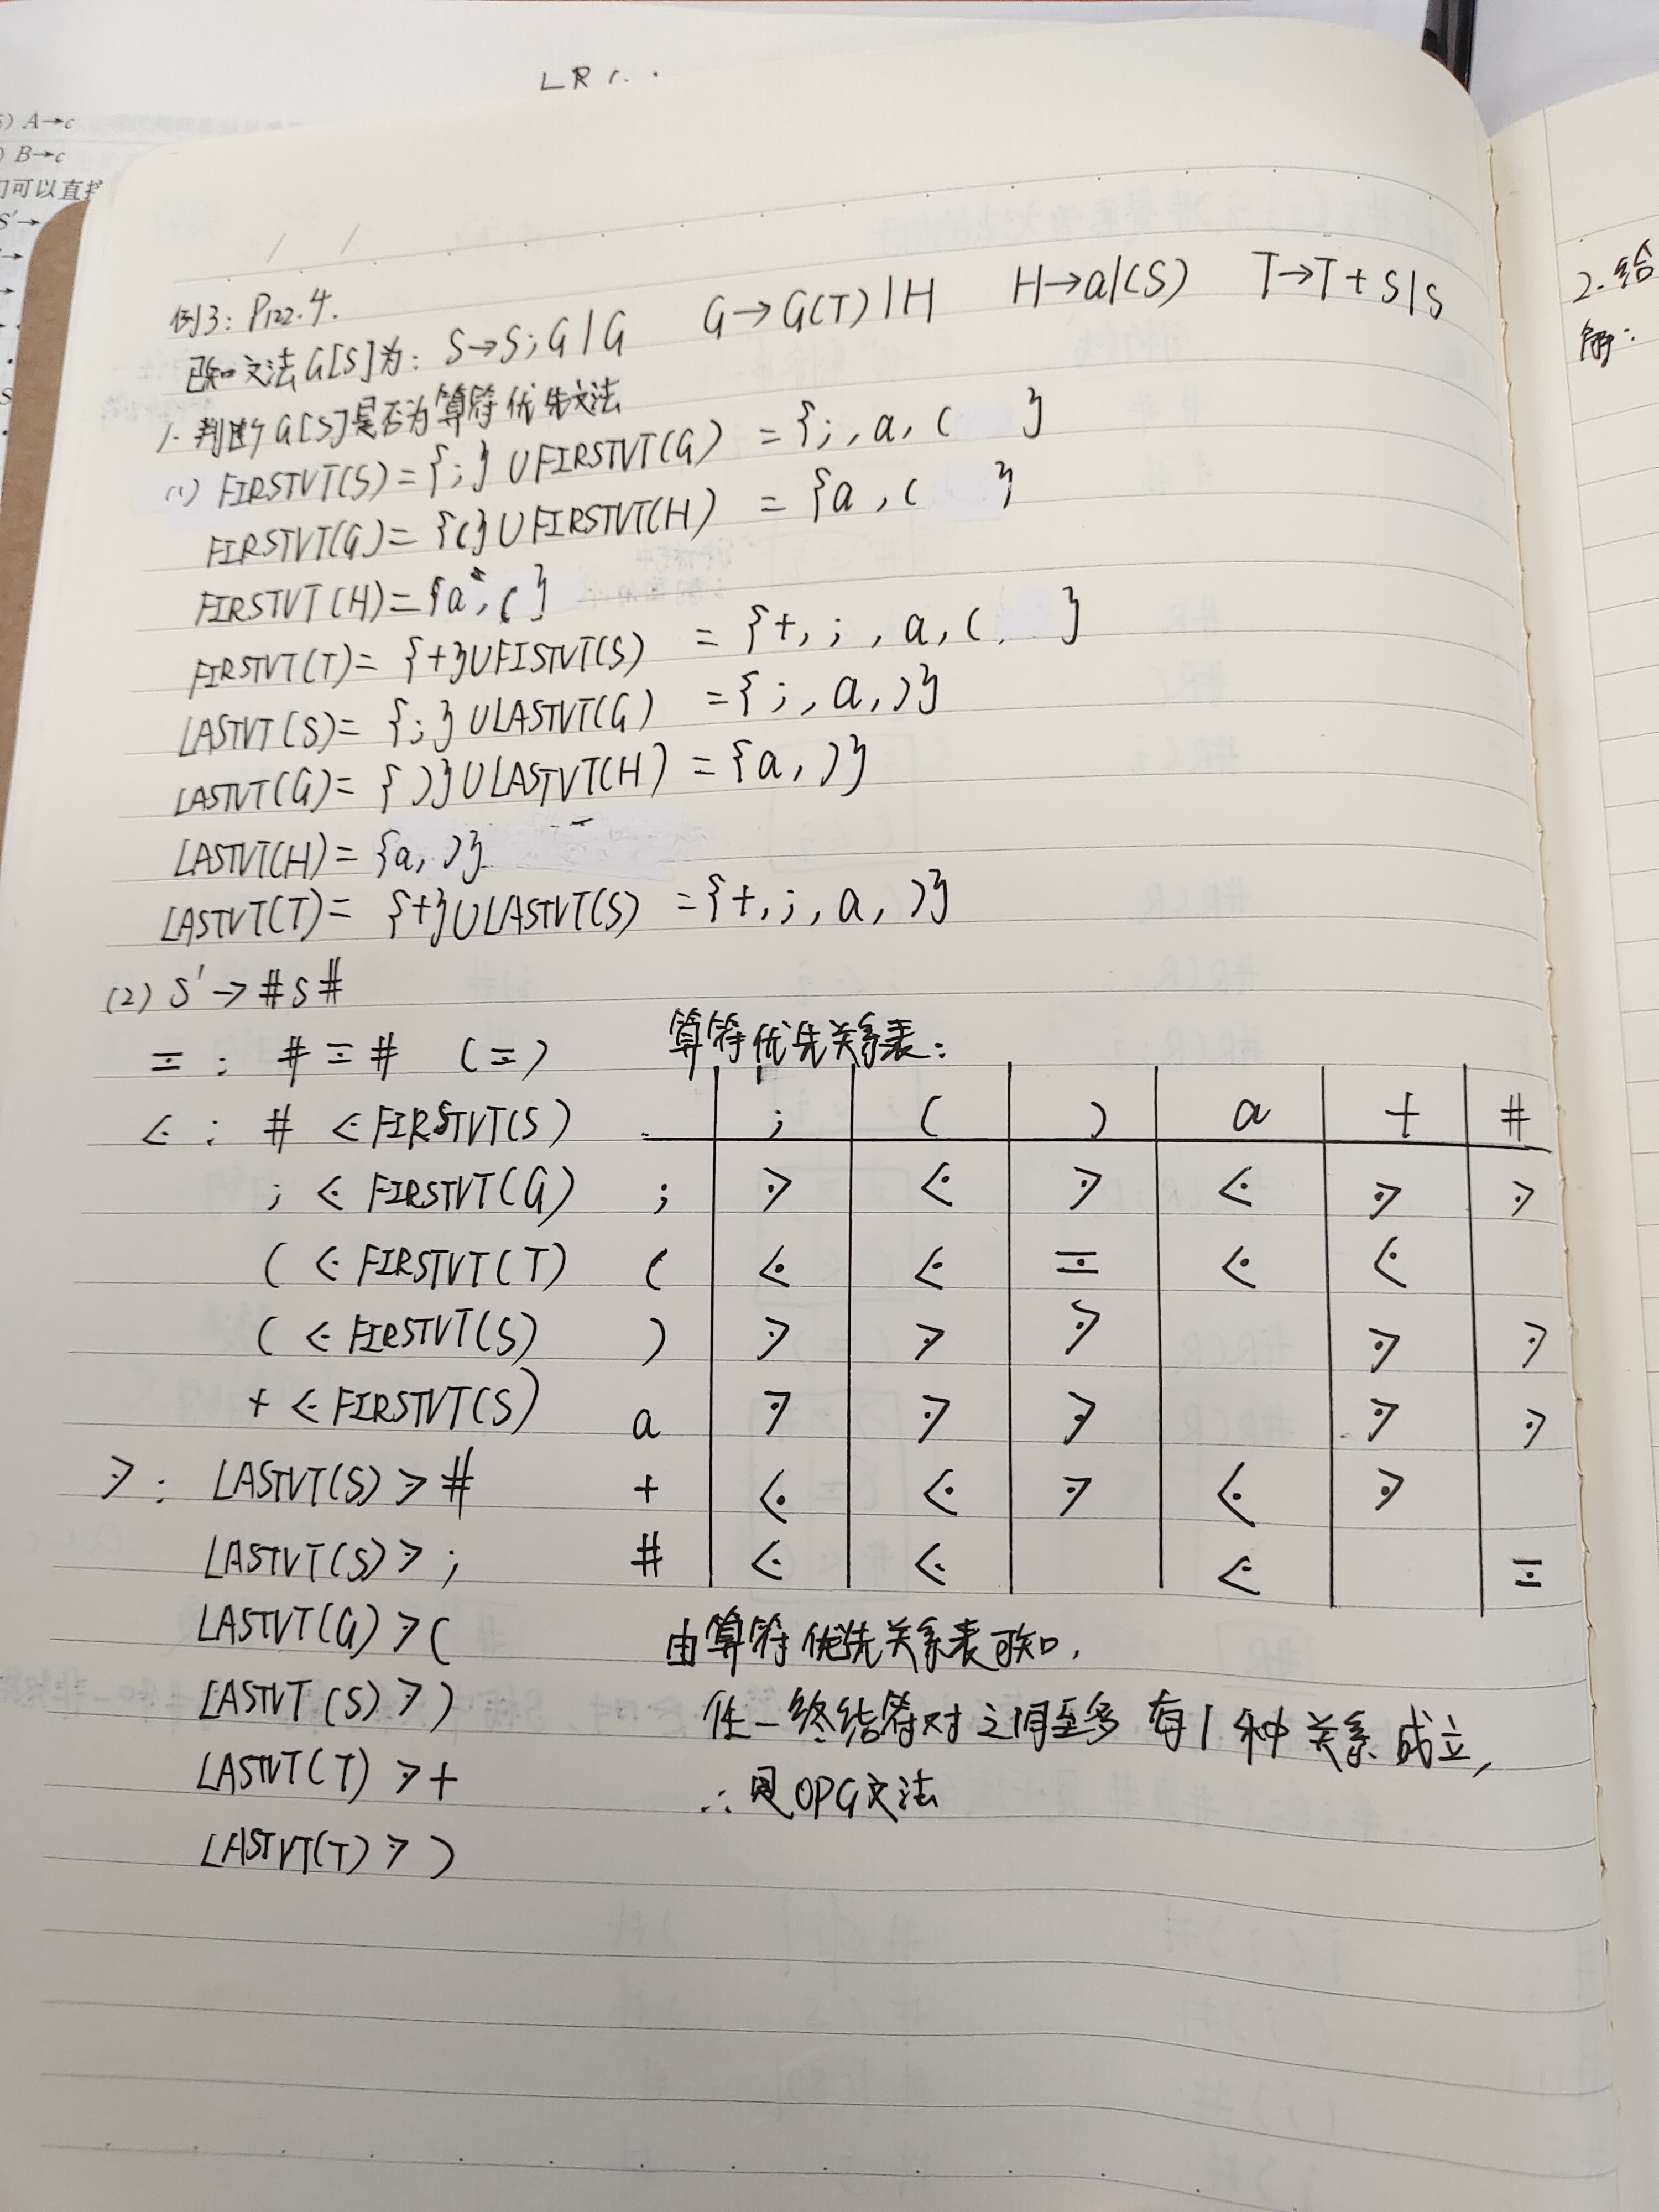 LR
5) A→c
) B→c
门可以直接
S'→
例3: P122.4.
已知文法G[S]为: S→S;G|G G→G(T)|H H→a|(S) T→T+S|S
1. 判断G[S]是否为算符优先文法
(1) FIRSTVT(S)={;}∪FIRSTVT(G) ={;,a,( }
FIRSTVT(G)={(}∪FIRSTVT(H) ={a,( }
FIRSTVT(H)={a,(}
FIRSTVT(T)={+}∪FISTVT(S) ={+,;,a,( }
LASTVT(S)={;}∪LASTVT(G) ={;,a,)}
LASTVT(G)={)}∪LASTVT(H)={a,)}
LASTVT(H)={a,)}
LASTVT(T)={+}∪LASTVT(S)={+,;,a,)}
(2) S'→#S#
≖: #≖# (≖)
算符优先关系表:
; ( ) a + #
⋖: #⋖FIRSTVT(S)
;⋖FIRSTVT(G)
; ⋗ ⋖ ⋗ ⋖ ⋗ ⋗
(⋖FIRSTVT(T)
( ⋖ ⋖ ≖ ⋖ ⋖
(⋖FIRSTVT(S)
) ⋗ ⋗ ⋗ ⋗ ⋗
+⋖FIRSTVT(S)
a ⋗ ⋗ ⋗ ⋗ ⋗
⋗: LASTVT(S)⋗#
+ ⋖ ⋖ ⋗ ⋖ ⋗
LASTVT(S)⋗;
# ⋖ ⋖ ⋖ ≖
LASTVT(G)⋗(
由算符优先关系表可知,
LASTVT(S)⋗)
任一终结符对之间至多有1种关系成立,
LASTVT(T)⋗+
∴是OPG文法
LASTVT(T)⋗)
2.给
解: